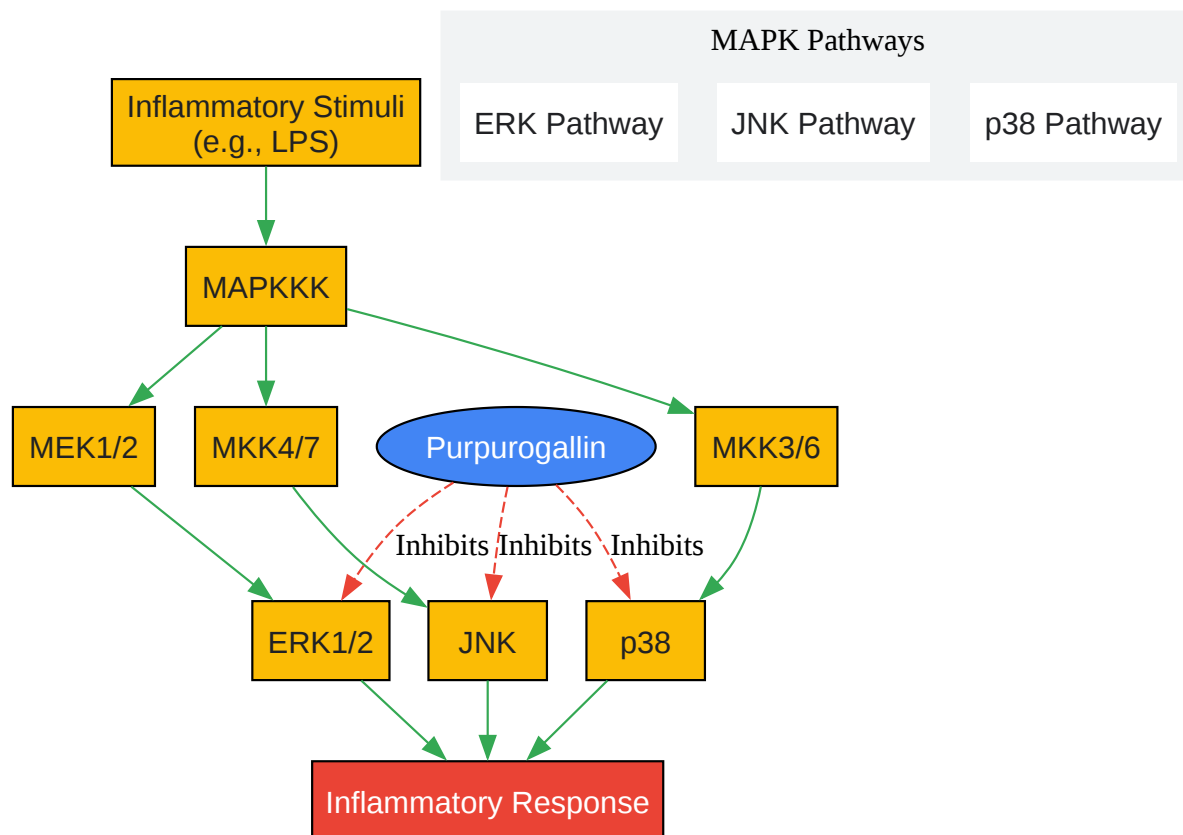 MAPK Pathways
ERK Pathway
JNK Pathway
p38 Pathway
Inflammatory Stimuli
(e.g., LPS)
MAPKKK
MEK1/2
MKK4/7
Purpurogallin
MKK3/6
Inhibits
Inhibits
Inhibits
ERK1/2
JNK
p38
Inflammatory Response